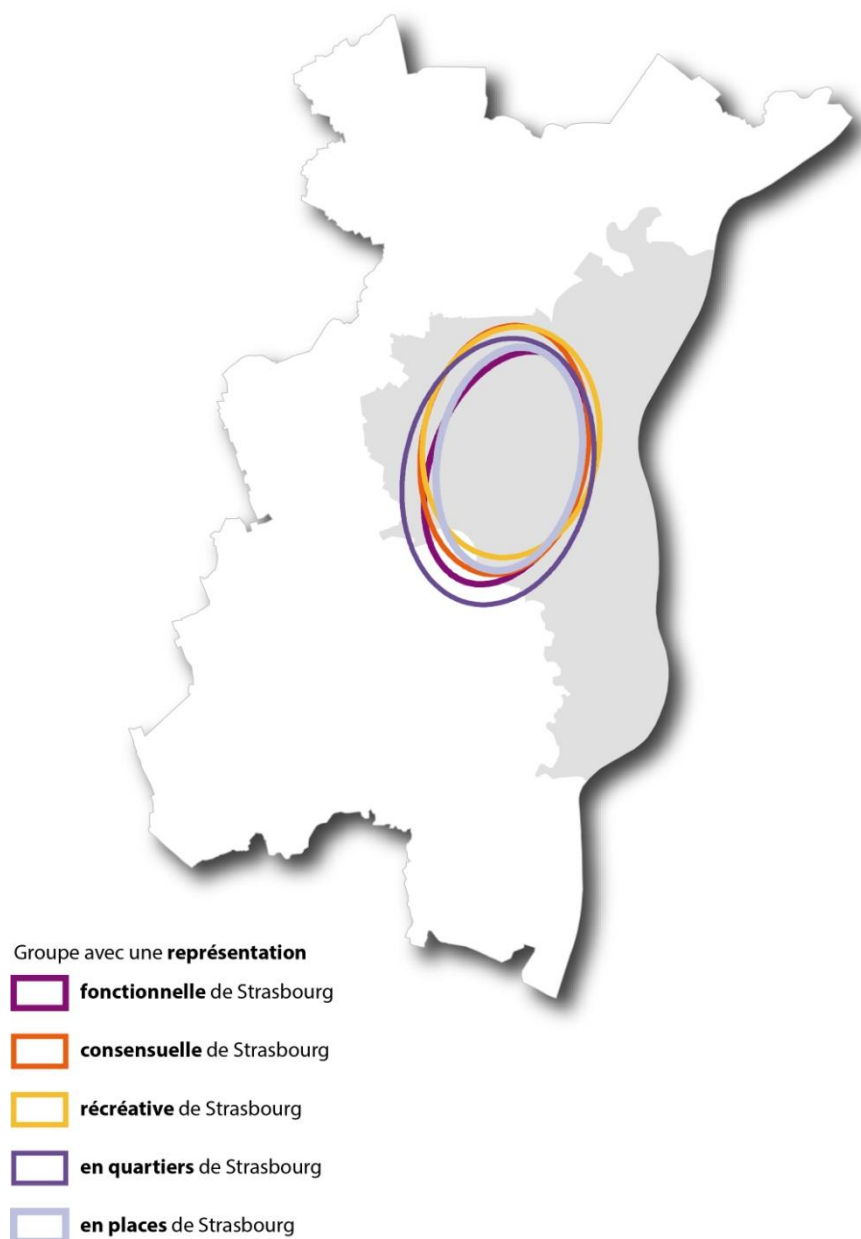 Groupe avec une représentation
fonctionnelle de Strasbourg
consensuelle de Strasbourg
récréative de Strasbourg
en quartiers de Strasbourg
en places de Strasbourg